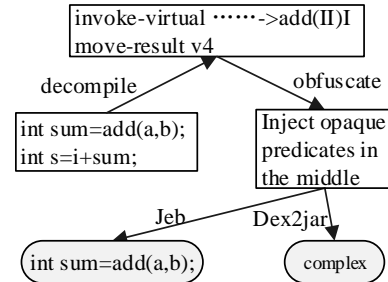 invoke-virtual ⋯⋯->add(II)I
move-result v4
decompile
obfuscate
int sum=add(a,b);
int s=i+sum;
Inject opaque
predicates in
the middle
Jeb
Dex2jar
int sum=add(a,b);
complex